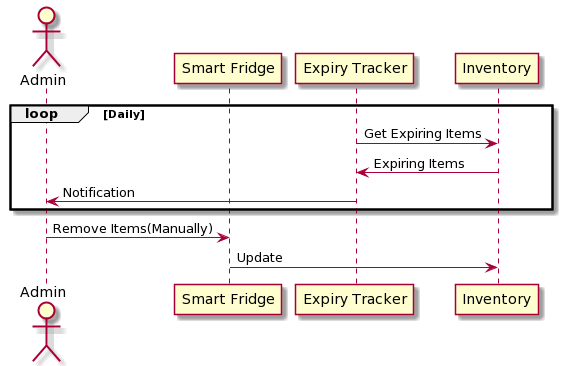 Admin
Smart Fridge Expiry Tracker Inventory
loop [Daily]
Get Expiring Items
Expiring Items
Notification
Remove Items(Manually)
Update
Admin
Smart Fridge Expiry Tracker Inventory